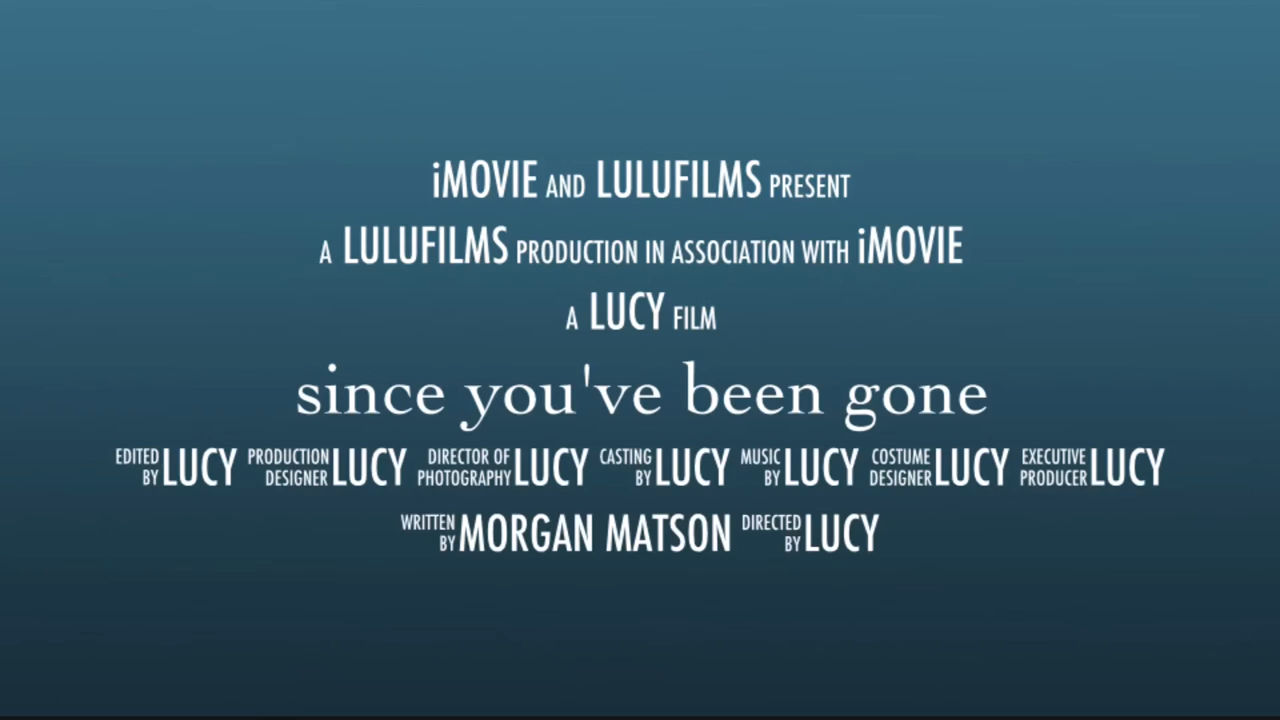 iMOVIE AND LULUFILMS PRESENT
A LULUFILMS PRODUCTION IN ASSOCIATION WITH iMOVIE
A LUCY FILM
since you've been gone
EDITED BY LUCY PRODUCTION DESIGNER LUCY DIRECTOR OF PHOTOGRAPHY LUCY CASTING BY LUCY MUSIC BY LUCY COSTUME DESIGNER LUCY EXECUTIVE PRODUCER LUCY
WRITTEN BY MORGAN MATSON DIRECTED BY LUCY